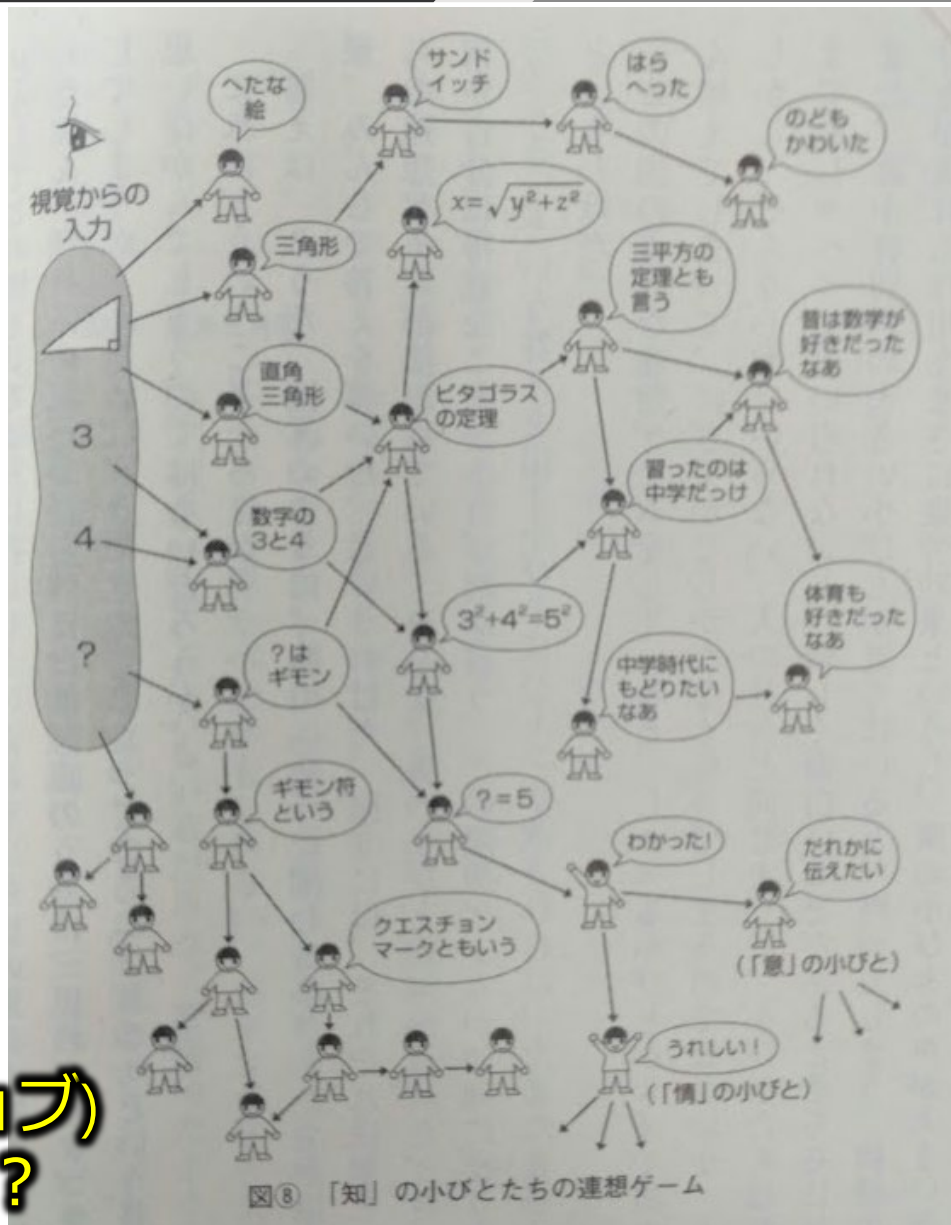 へたな
絵
サンド
イッチ
はら
へった
のども
かわいた
視覚からの
入力
x=√y²+z²
三角形
三平方の
定理とも
言う
昔は数学が
好きだった
なあ
直角
三角形
ピタゴラス
の定理
3
習ったのは
中学だっけ
数字の
3と4
4
3²+4²=5²
体育も
好きだった
なあ
?
?は
ギモン
中学時代に
もどりたい
なあ
ギモン符
という
?=5
わかった!
だれかに
伝えたい
クエスチョン
マークともいう
(「意」の小びと)
うれしい!
(「情」の小びと)
ブ)
?
図⑧ 「知」の小びとたちの連想ゲーム